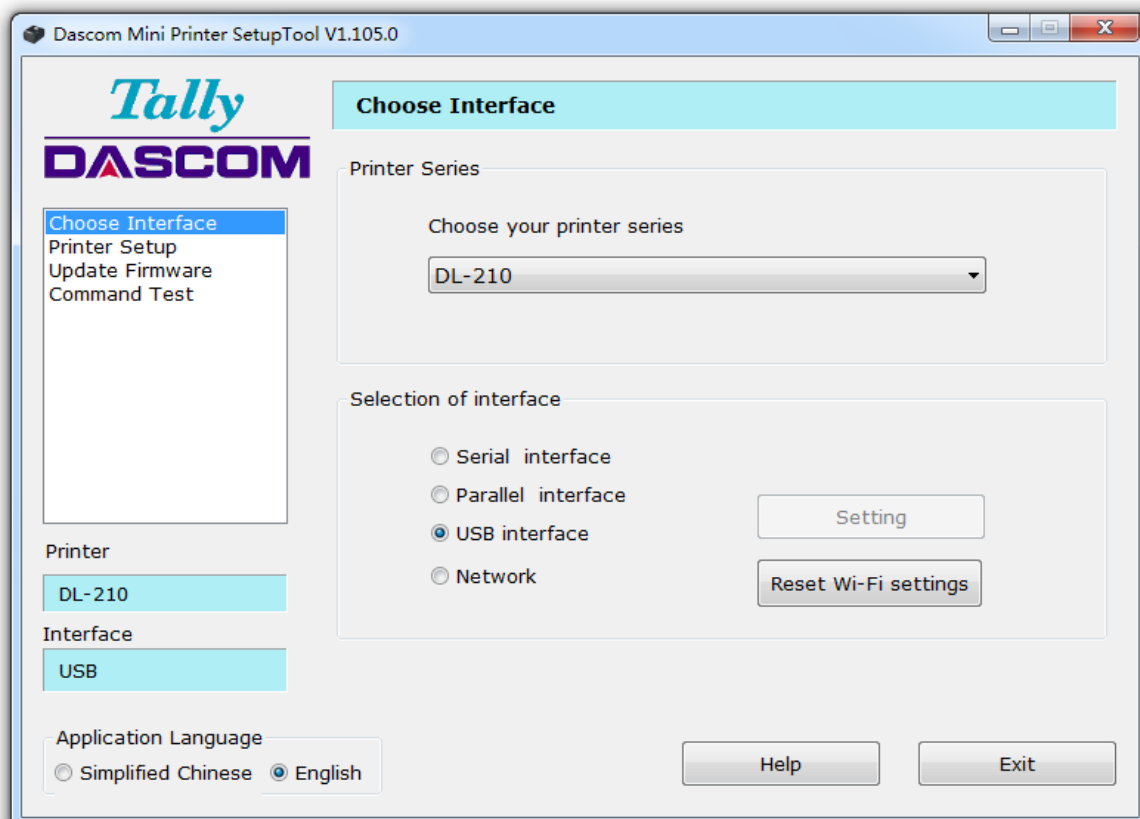 Dascom Mini Printer SetupTool V1.105.0
Tally
DASCOM
Choose Interface
Printer Setup
Update Firmware
Command Test
Printer
DL-210
Interface
USB
Application Language
Simplified Chinese
English
Choose Interface
Printer Series
Choose your printer series
DL-210
Selection of interface
Serial interface
Parallel interface
USB interface
Network
Setting
Reset Wi-Fi settings
Help
Exit